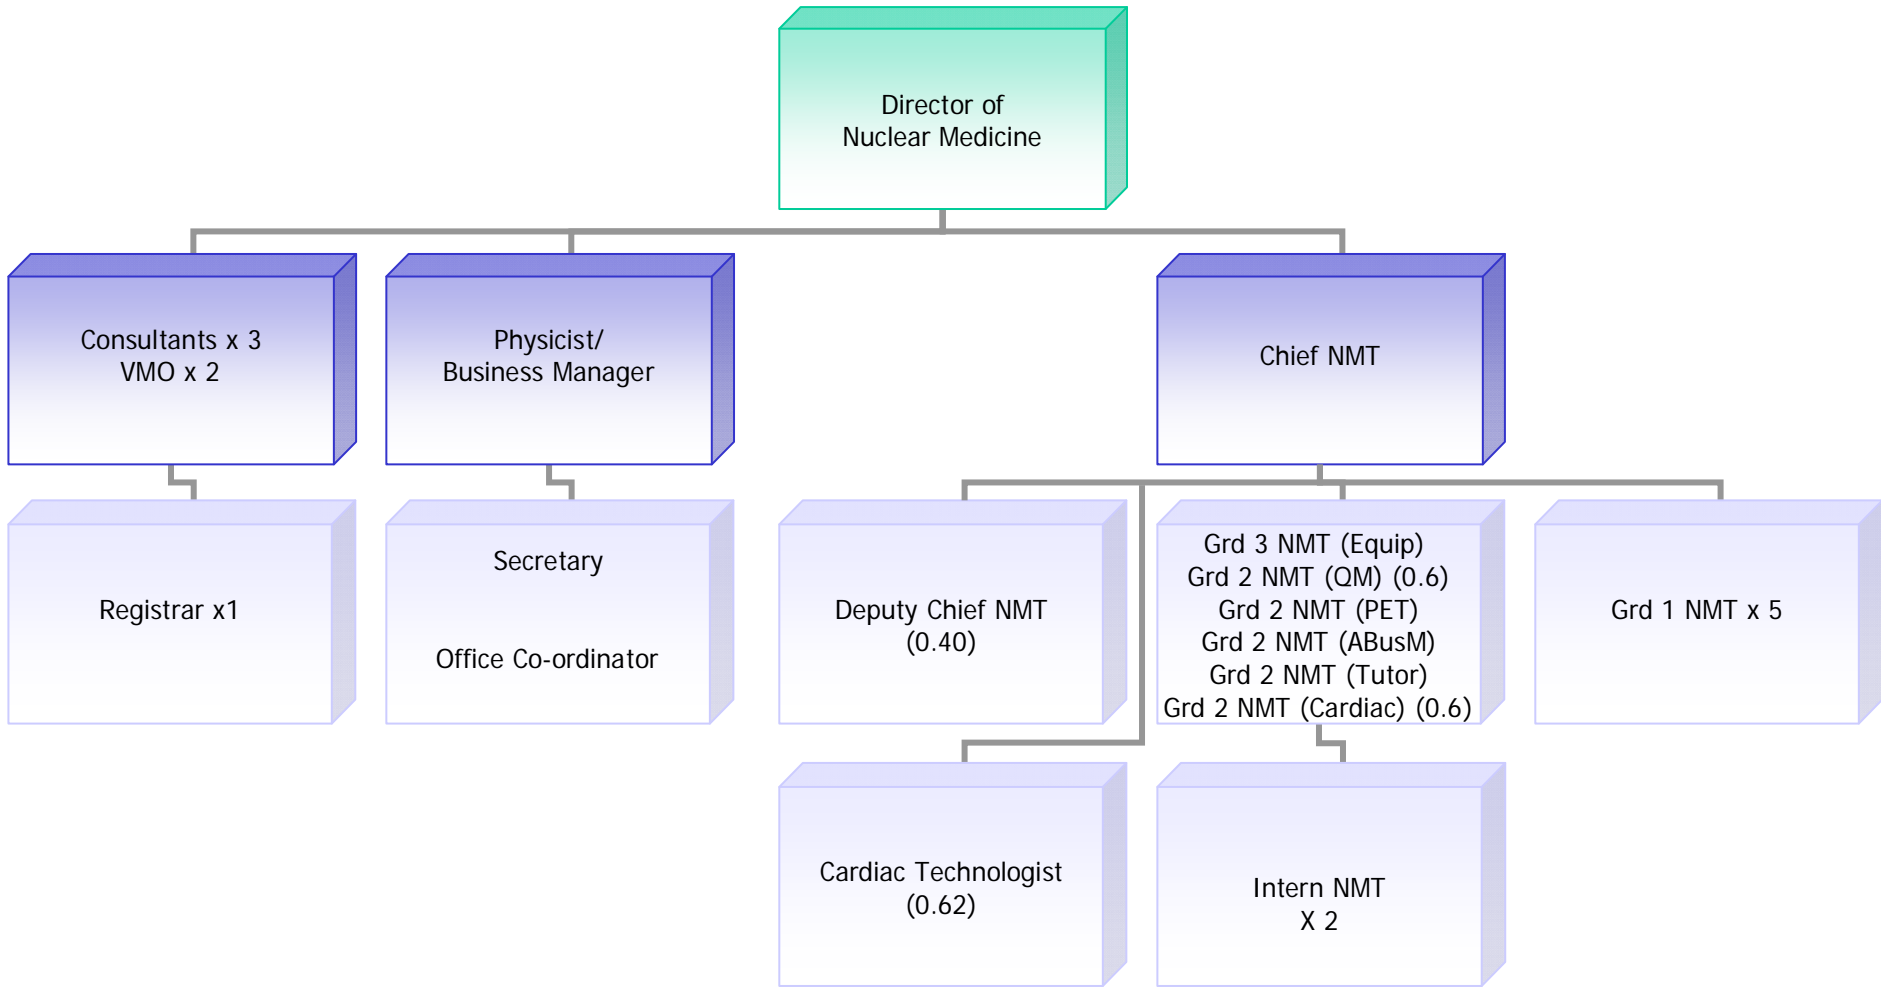 Director of
Nuclear Medicine
Consultants x 3
VMO x 2
Physicist/
Business Manager
Chief NMT
Registrar x1
Secretary
Office Co-ordinator
Deputy Chief NMT
(0.40)
Grd 3 NMT (Equip)
Grd 2 NMT (QM) (0.6)
Grd 2 NMT (PET)
Grd 2 NMT (ABusM)
Grd 2 NMT (Tutor)
Grd 2 NMT (Cardiac) (0.6)
Grd 1 NMT x 5
Cardiac Technologist
(0.62)
Intern NMT
X 2